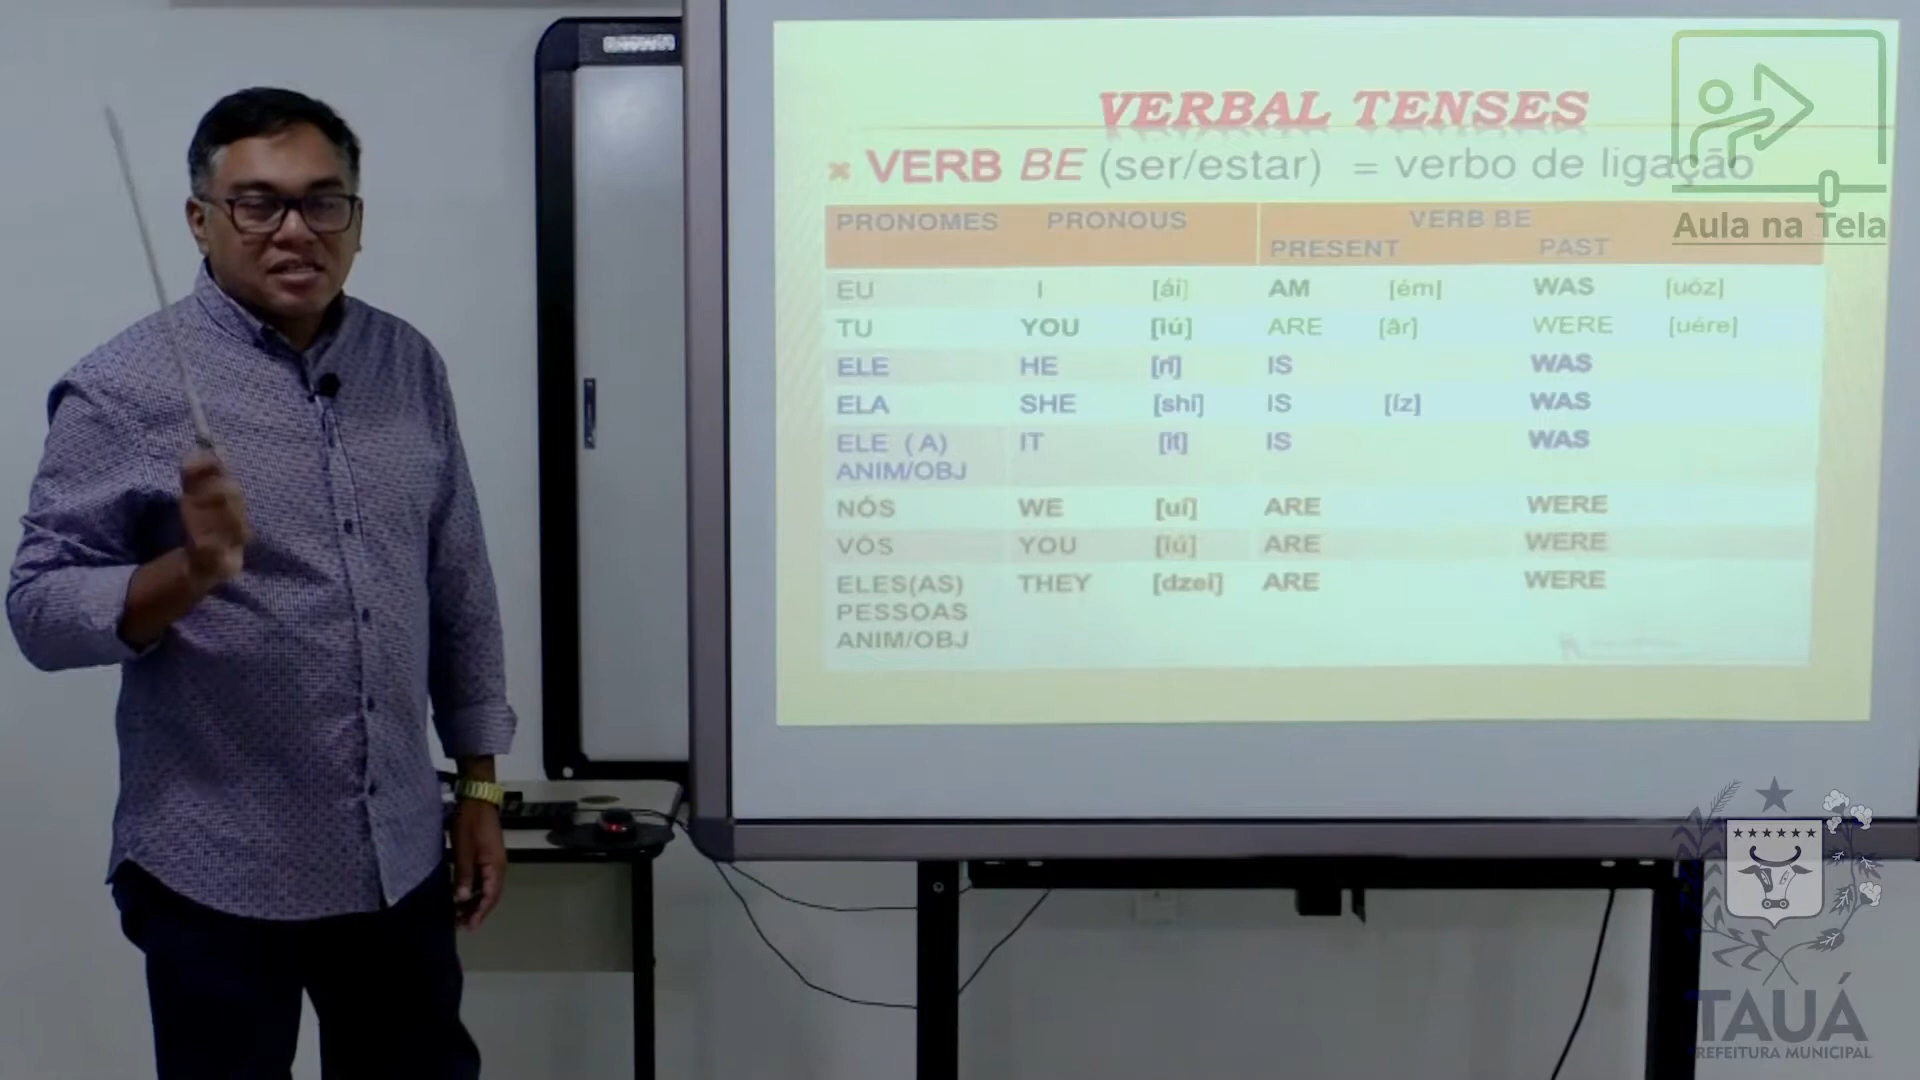 VERBAL TENSES
✖ VERB BE (ser/estar) = verbo de ligação
Aula na Tela
PRONOMES PRONOUS VERB BE
PRESENT PAST
EU I [ái] AM [ém] WAS [uóz]
TU YOU [iú] ARE [âr] WERE [uére]
ELE HE [rí] IS WAS
ELA SHE [shí] IS [íz] WAS
ELE (A) IT [ít] IS WAS
ANIM/OBJ
NÓS WE [uí] ARE WERE
VÓS YOU [iú] ARE WERE
ELES(AS) THEY [dzei] ARE WERE
PESSOAS
ANIM/OBJ
TAUÁ
PREFEITURA MUNICIPAL